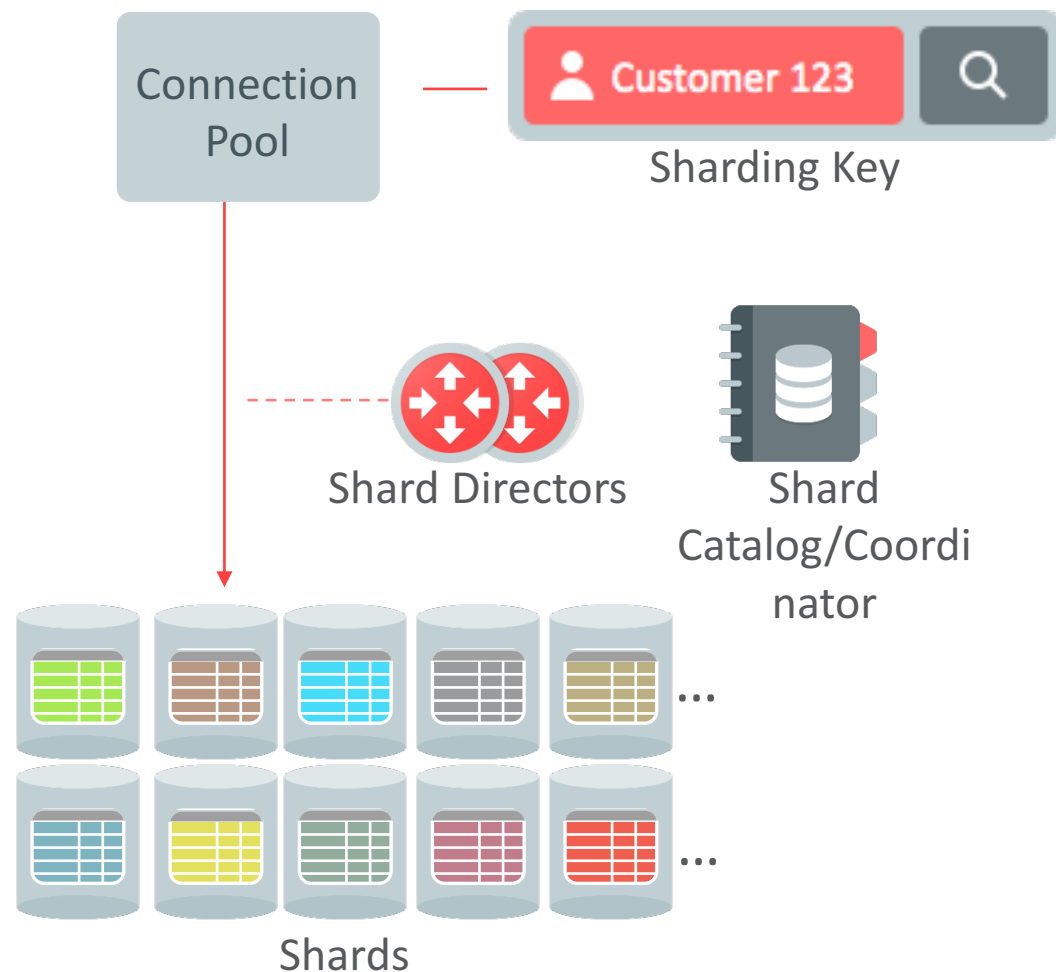 Connection
Pool
Customer 123
Sharding Key
Shard Directors
Shard
Catalog/Coordi
nator
...
...
Shards